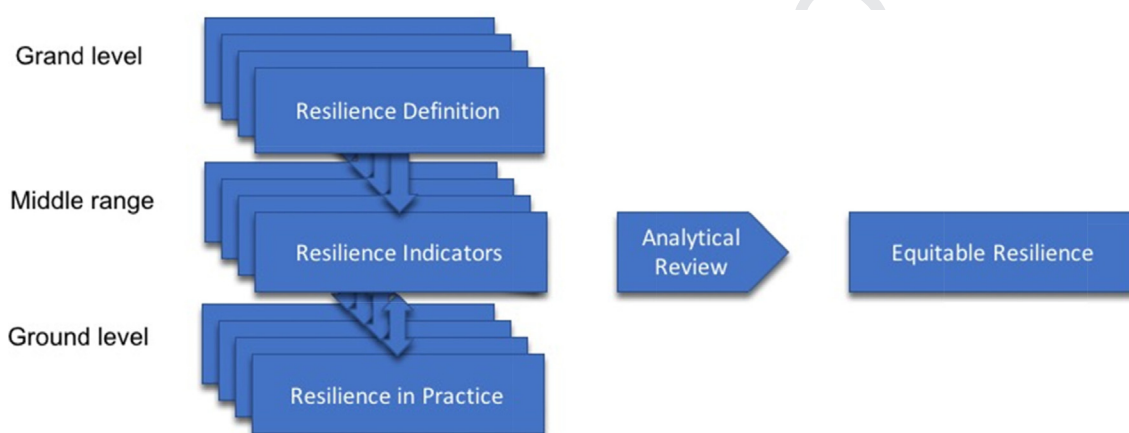 Grand level
Resilience Definition
Middle range
Resilience Indicators
Analytical
Review
Equitable Resilience
Ground level
Resilience in Practice